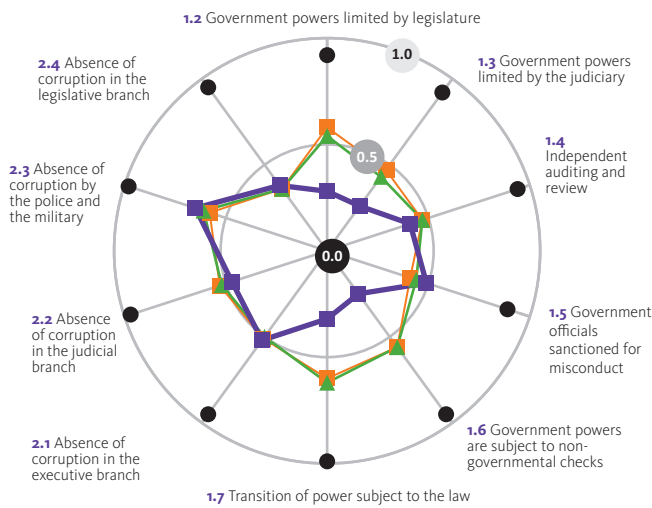 1.2 Government powers limited by legislature
1.0
1.3 Government powers
limited by the judiciary
2.4 Absence of
corruption in the
legislative branch
0.5
1.4
Independent
auditing and
review
2.3 Absence of
corruption by
the police and
the military
0.0
1.5 Government
officials
sanctioned for
misconduct
2.2 Absence
of corruption
in the judicial
branch
1.6 Government powers
are subject to non-
governmental checks
2.1 Absence of
corruption in the
executive branch
1.7 Transition of power subject to the law